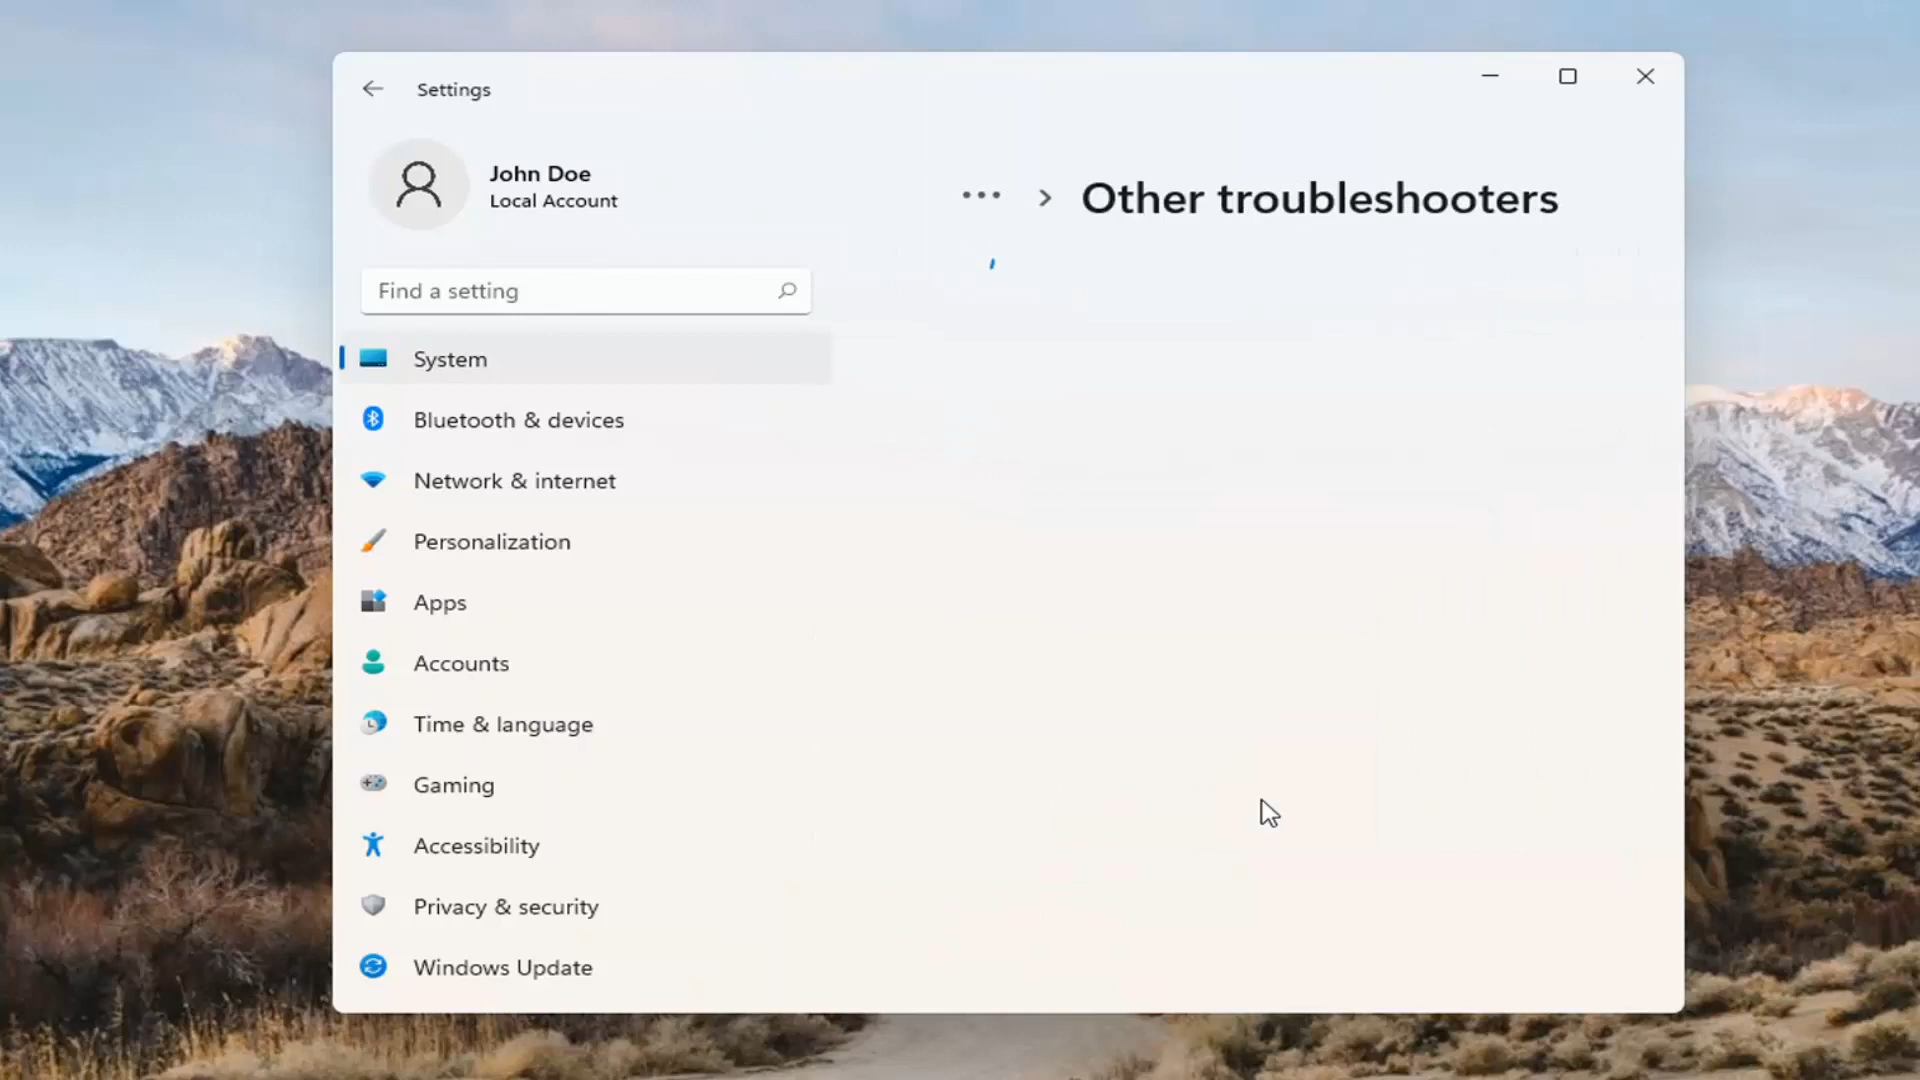 Settings
John Doe
Local Account
... > Other troubleshooters
Find a setting
System
Bluetooth & devices
Network & internet
Personalization
Apps
Accounts
Time & language
Gaming
Accessibility
Privacy & security
Windows Update